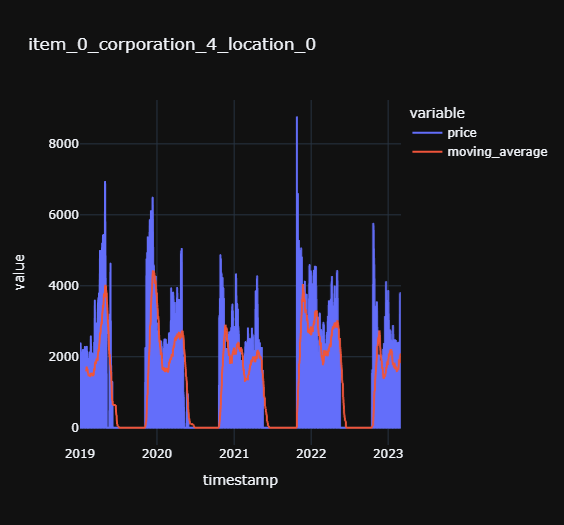 item_0_corporation_4_location_0
variable
price
moving_average
8000
6000
4000
2000
0
value
2019 2020 2021 2022 2023
timestamp